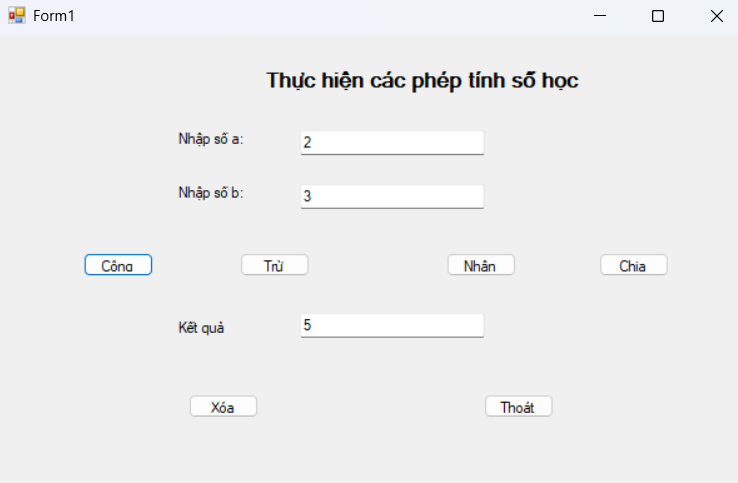 Form1
Thực hiện các phép tính số học
Nhập số a: 2
Nhập số b: 3
Cộng Trừ Nhân Chia
Kết quả 5
Xóa Thoát